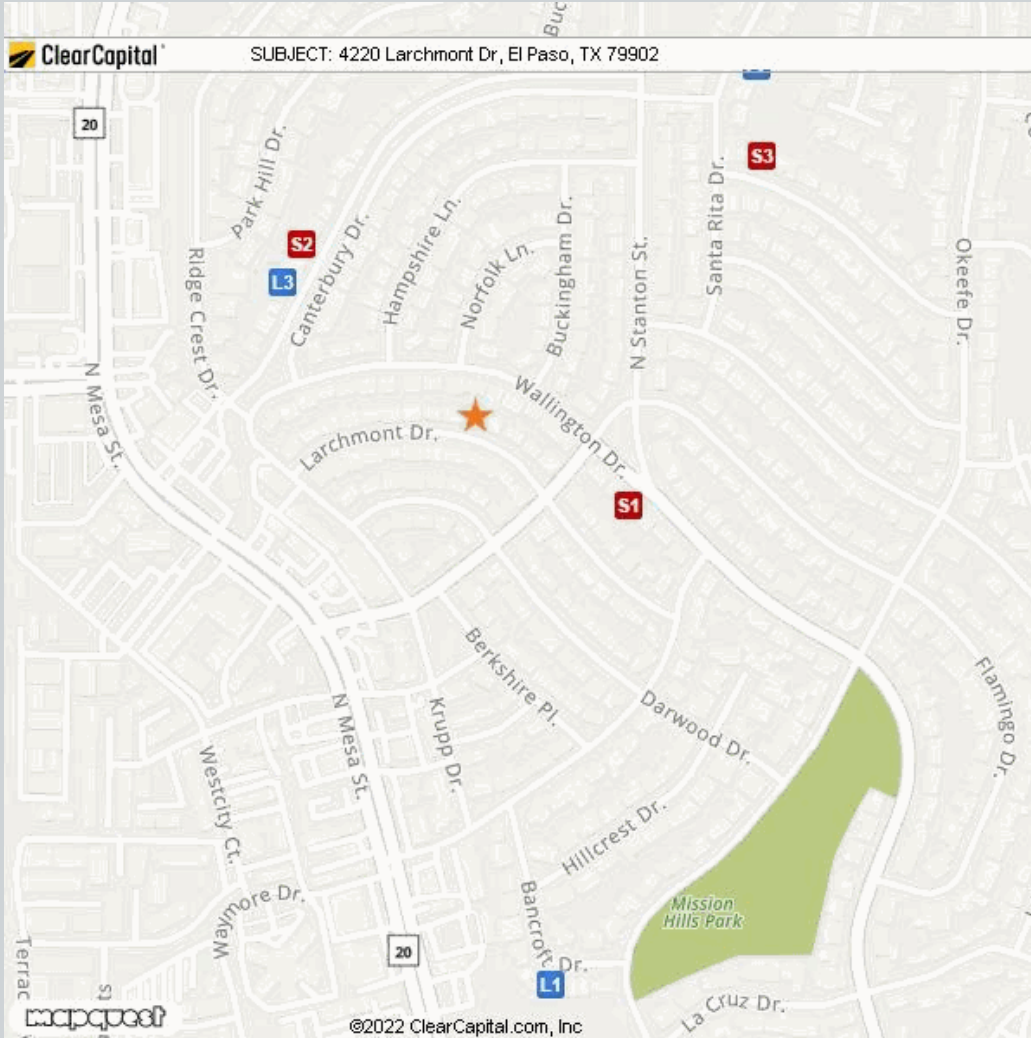 Buc
ClearCapital
SUBJECT: 4220 Larchmont Dr, El Paso, TX 79902
20
Park Hill Dr.
S3
Santa Rita Dr.
S2
L3
Ridge Crest Dr.
Canterbury Dr.
Hampshire Ln.
Norfolk Ln.
Buckingham Dr.
N Stanton St.
Okeefe Dr.
N Mesa St.
Wallington Dr.
Larchmont Dr.
S1
Berkshire Pl.
Darwood Dr.
Flamingo Dr.
N Mesa St.
Krupp Dr.
Westcity Ct.
Hillcrest Dr.
Waymore Dr.
Bancroft Dr.
Mission
Hills Park
20
L1
Terrac
La Cruz Dr.
mapquest
©2022 ClearCapital.com, Inc